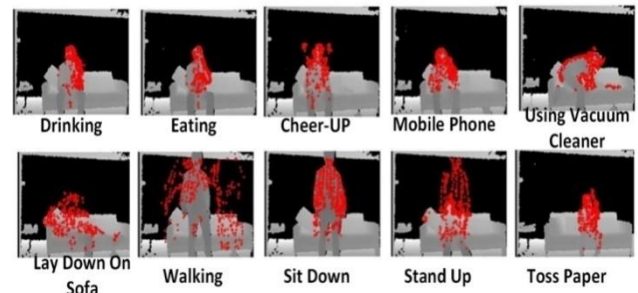 Drinking
Eating
Cheer-UP
Mobile Phone
Using Vacuum
Cleaner
Lay Down On
Sofa
Walking
Sit Down
Stand Up
Toss Paper